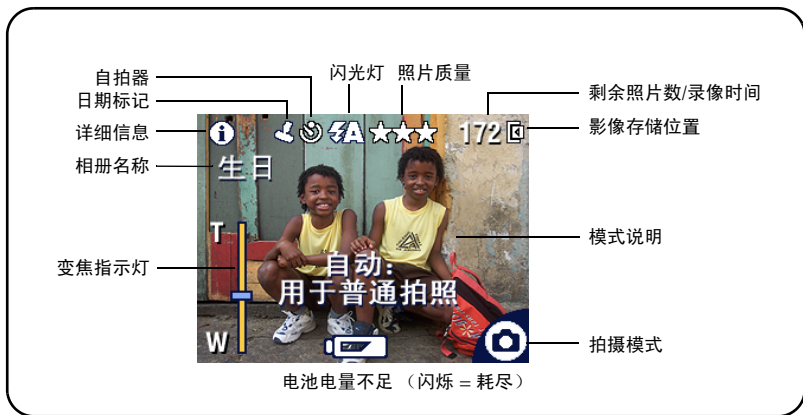 自拍器
日期标记
详细信息
相册名称
变焦指示灯
闪光灯 照片质量
剩余照片数/录像时间
影像存储位置
模式说明
拍摄模式
172
生日
T
W
自动:
用于普通拍照
电池电量不足 (闪烁 = 耗尽)